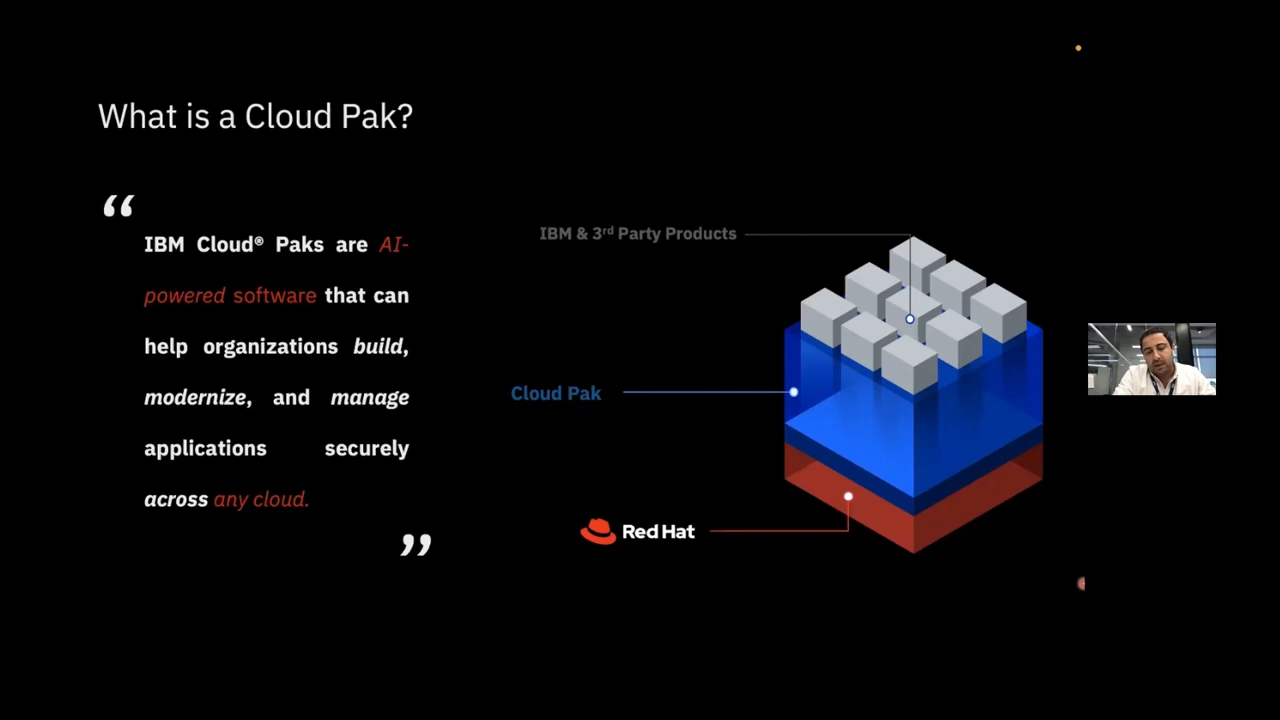 What is a Cloud Pak?
“
IBM Cloud® Paks are AI-
powered software that can
help organizations build,
modernize, and manage
applications securely
across any cloud.
”
IBM & 3rd Party Products
Cloud Pak
Red Hat